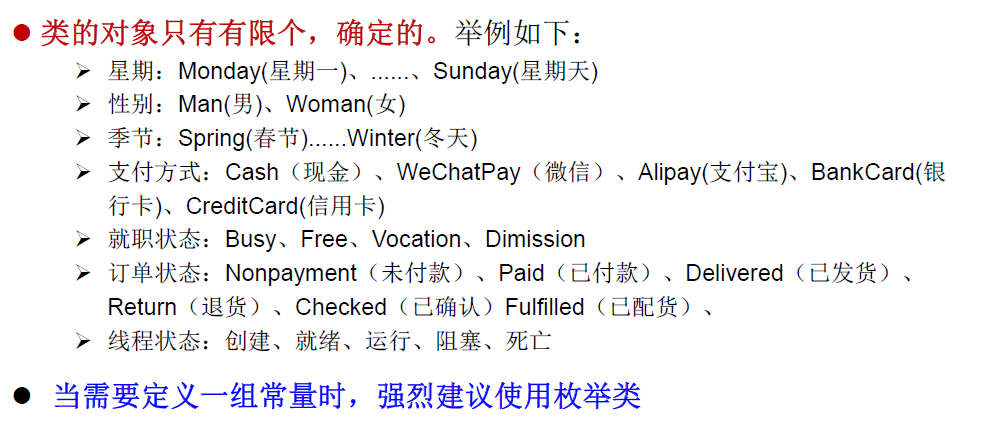 ● 类的对象只有有限个，确定的。举例如下：
➢ 星期：Monday(星期一)、......、Sunday(星期天)
➢ 性别：Man(男)、Woman(女)
➢ 季节：Spring(春节)......Winter(冬天)
➢ 支付方式：Cash（现金）、WeChatPay（微信）、Alipay(支付宝)、BankCard(银
行卡)、CreditCard(信用卡)
➢ 就职状态：Busy、Free、Vocation、Dimission
➢ 订单状态：Nonpayment（未付款）、Paid（已付款）、Delivered（已发货）、
Return（退货）、Checked（已确认）Fulfilled（已配货）、
➢ 线程状态：创建、就绪、运行、阻塞、死亡
● 当需要定义一组常量时，强烈建议使用枚举类